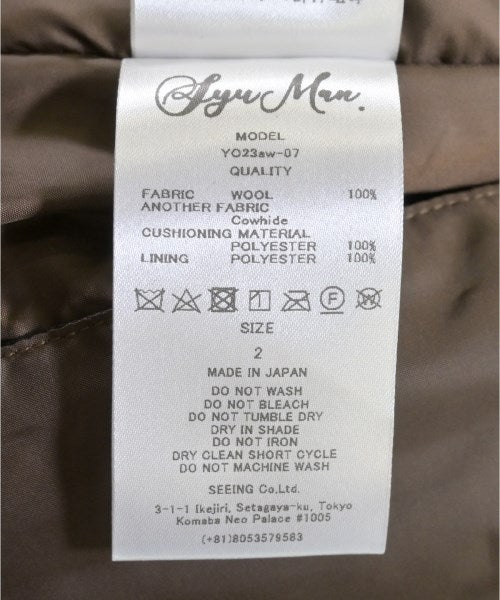 Syu Man.
MODEL
YO23aw-07
QUALITY
FABRIC WOOL 100%
ANOTHER FABRIC
Cowhide
CUSHIONING MATERIAL
POLYESTER 100%
LINING POLYESTER 100%
SIZE
2
MADE IN JAPAN
DO NOT WASH
DO NOT BLEACH
DO NOT TUMBLE DRY
DRY IN SHADE
DO NOT IRON
DRY CLEAN SHORT CYCLE
DO NOT MACHINE WASH
SEEING Co.Ltd.
3-1-1 Ikejiri, Setagaya-ku, Tokyo
Komaba Neo Palace #1005
(+81)8053579583